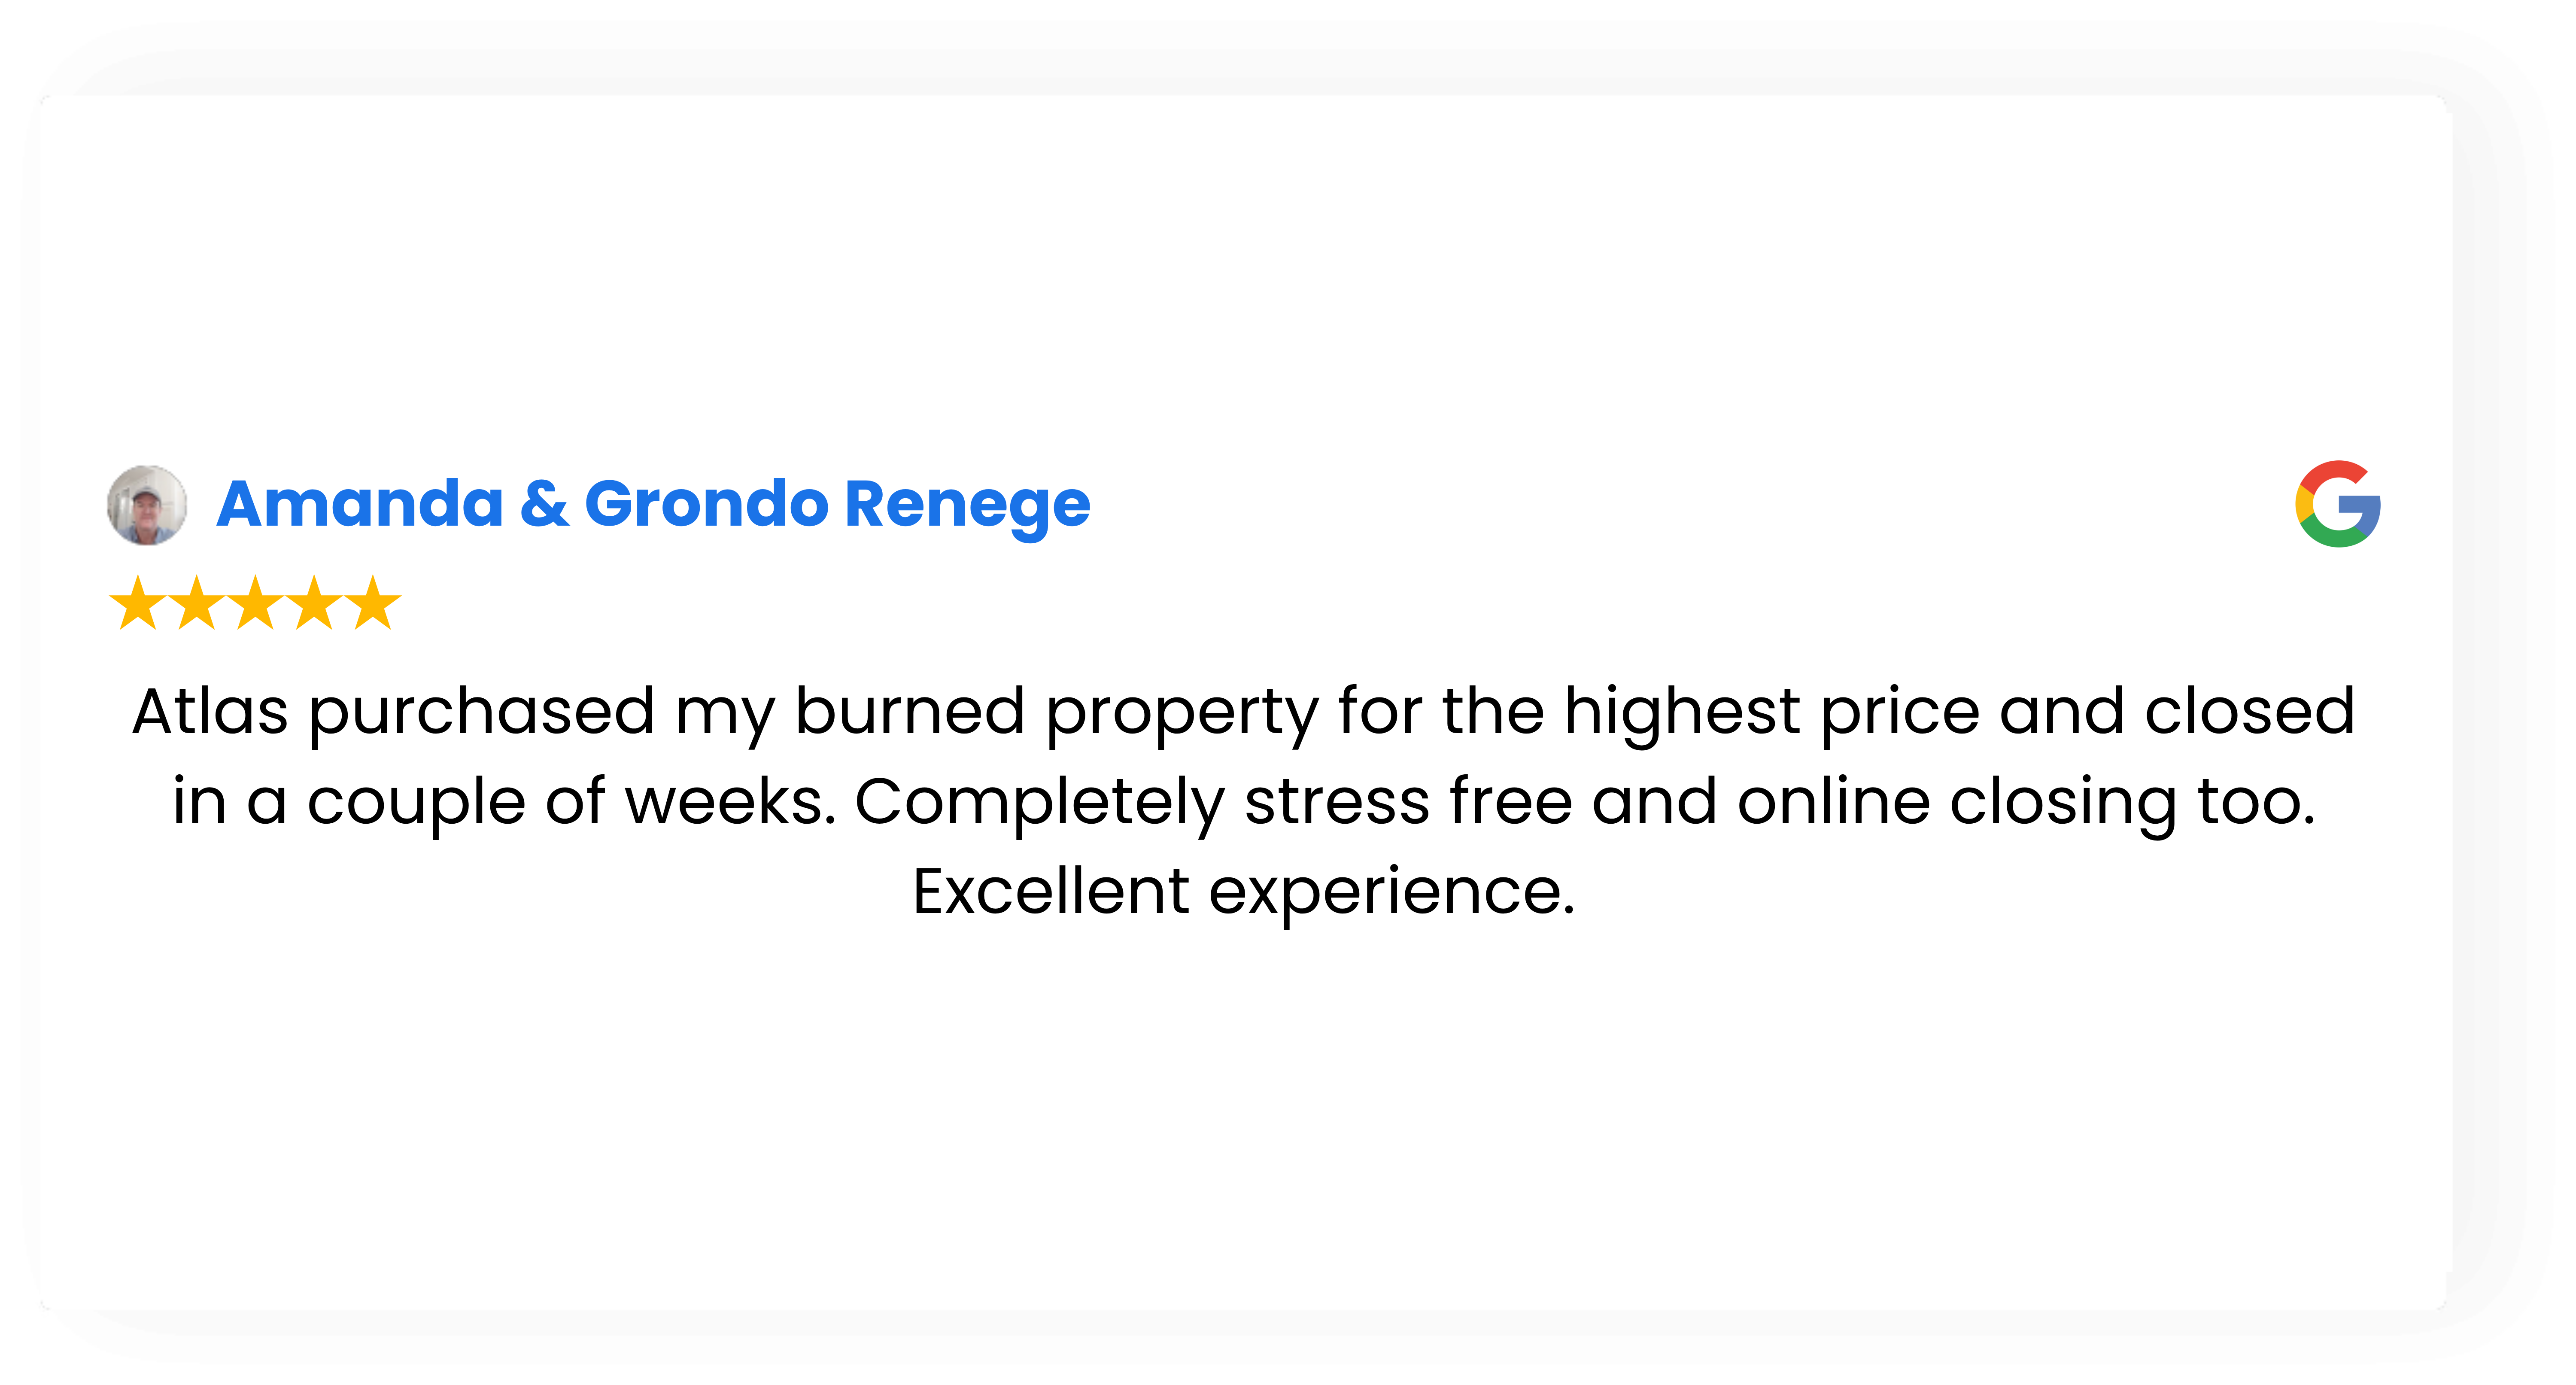 Amanda & Grondo Renege
Atlas purchased my burned property for the highest price and closed
in a couple of weeks. Completely stress free and online closing too.
Excellent experience.